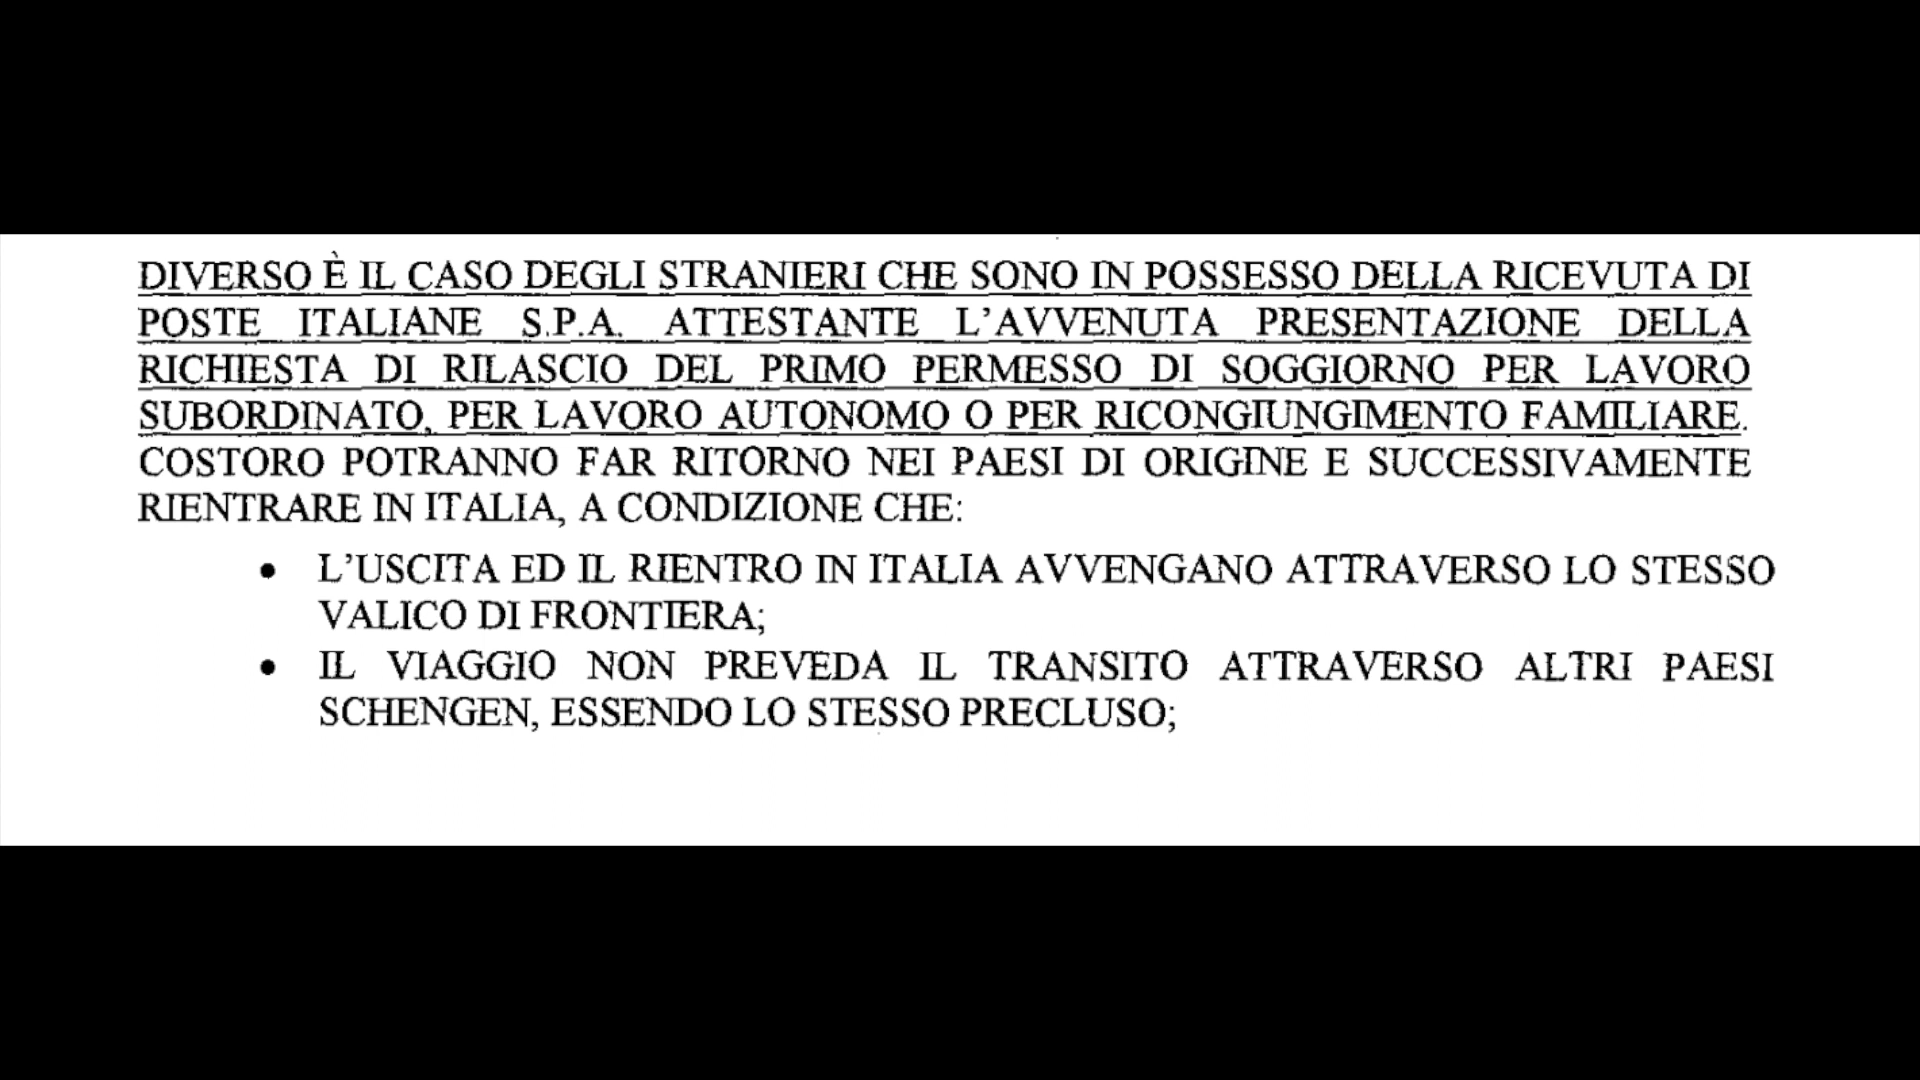 DIVERSO È IL CASO DEGLI STRANIERI CHE SONO IN POSSESSO DELLA RICEVUTA DI
POSTE ITALIANE S.P.A. ATTESTANTE L'AVVENUTA PRESENTAZIONE DELLA
RICHIESTA DI RILASCIO DEL PRIMO PERMESSO DI SOGGIORNO PER LAVORO
SUBORDINATO, PER LAVORO AUTONOMO O PER RICONGIUNGIMENTO FAMILIARE.
COSTORO POTRANNO FAR RITORNO NEI PAESI DI ORIGINE E SUCCESSIVAMENTE
RIENTRARE IN ITALIA, A CONDIZIONE CHE:
• L'USCITA ED IL RIENTRO IN ITALIA AVVENGANO ATTRAVERSO LO STESSO
VALICO DI FRONTIERA;
• IL VIAGGIO NON PREVEDA IL TRANSITO ATTRAVERSO ALTRI PAESI
SCHENGEN, ESSENDO LO STESSO PRECLUSO;